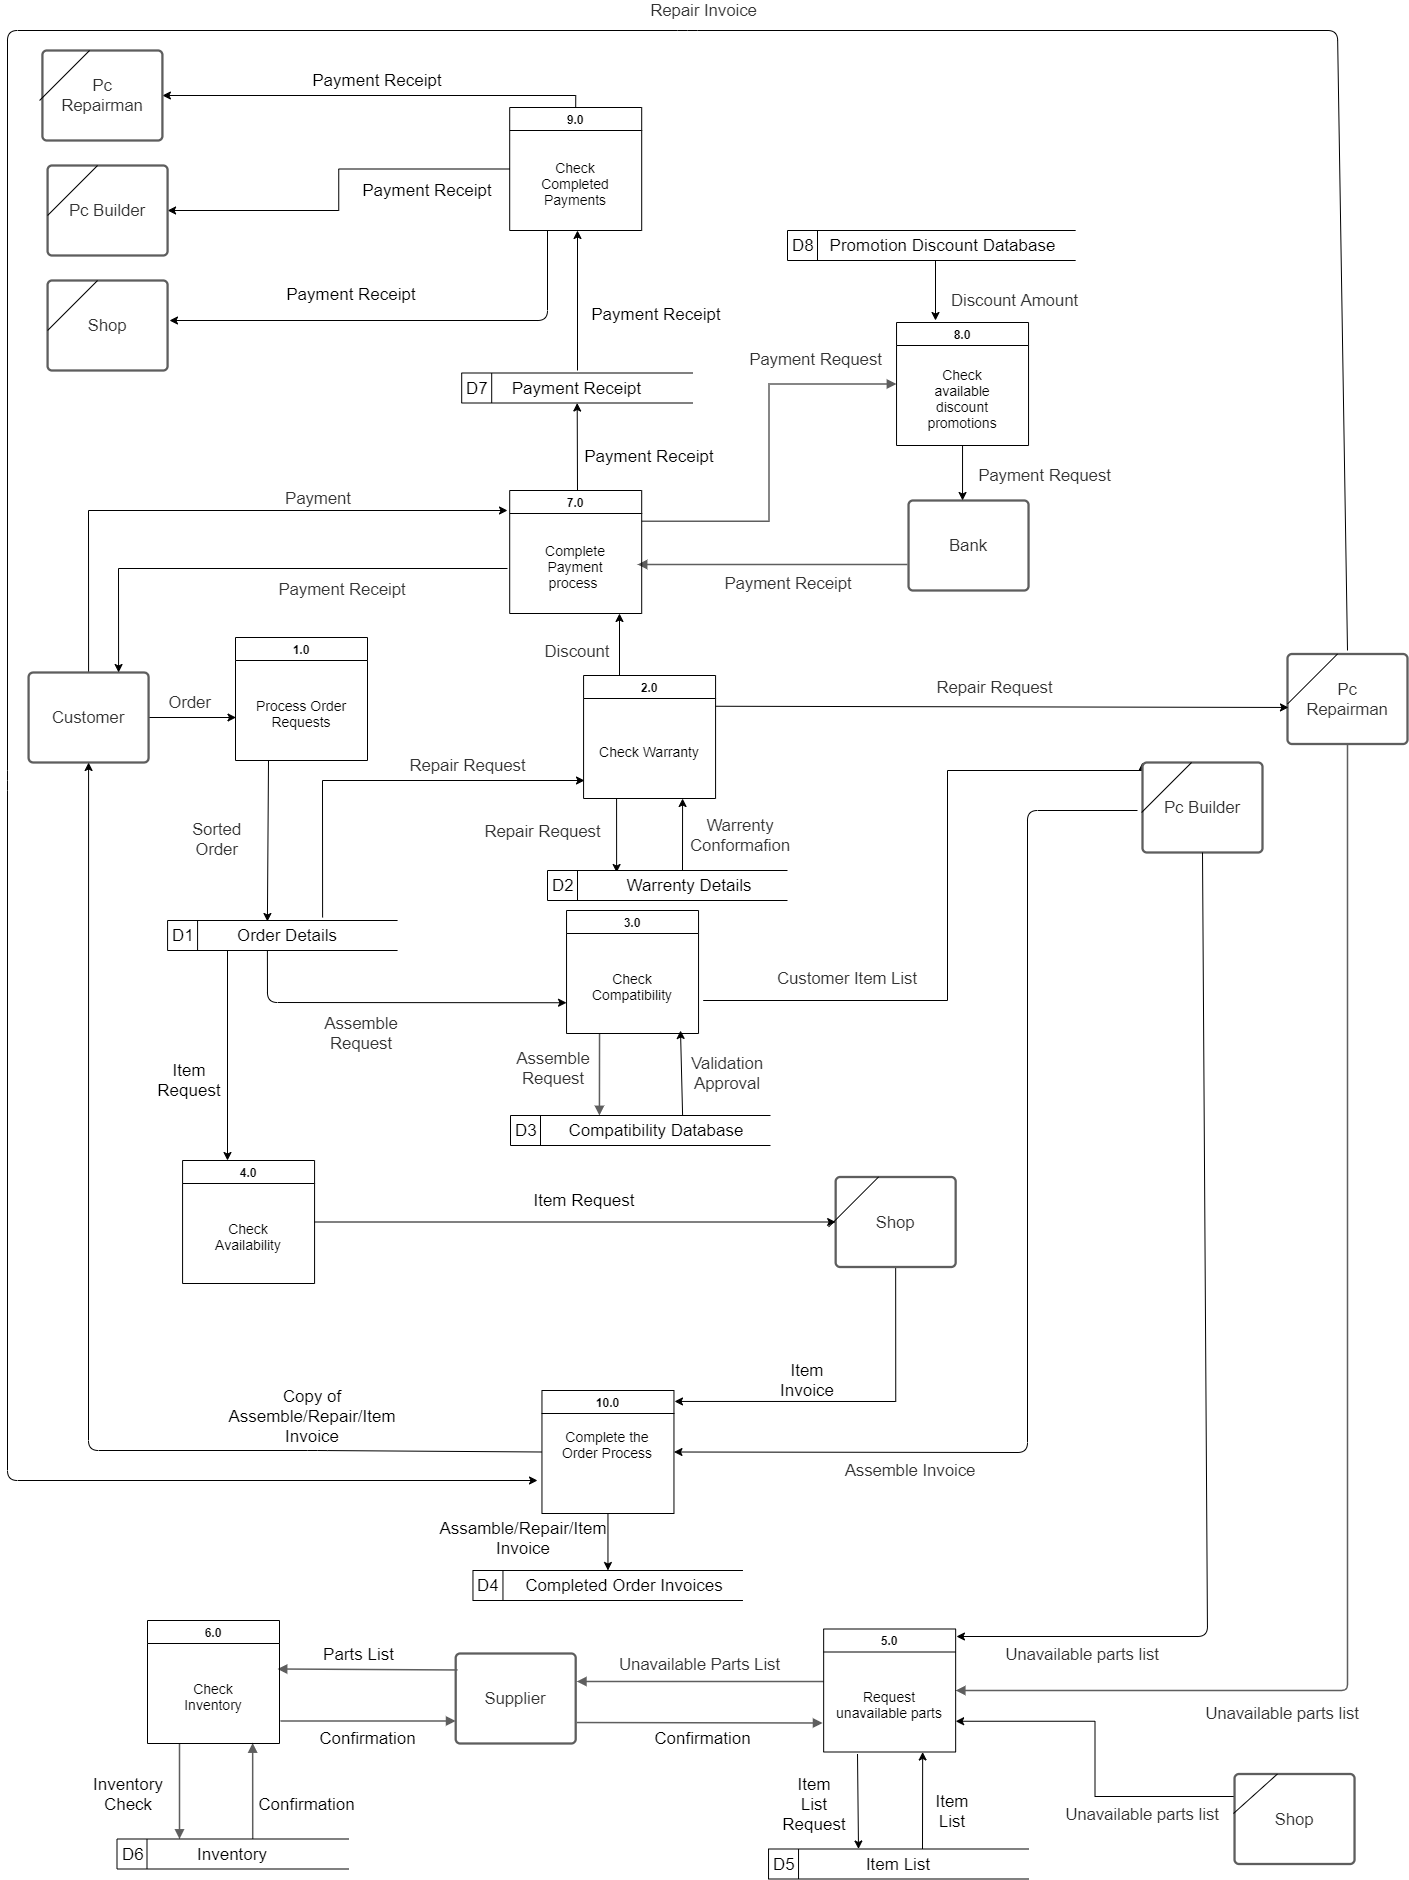 Repair Invoice
Pc
Repairman
Payment Receipt
9.0
Check
Completed
Payments
Pc Builder
Payment Receipt
D8 Promotion Discount Database
Shop
Payment Receipt
Payment Receipt
Discount Amount
8.0
Check
available
discount
promotions
Payment Request
D7 Payment Receipt
Payment Receipt
Payment Request
Payment
7.0
Complete
Payment
process
Bank
Payment Receipt
Payment Receipt
Discount
1.0
Process Order
Requests
Customer
Order
2.0
Check Warranty
Repair Request
Pc
Repairman
Repair Request
Pc Builder
Sorted
Order
Repair Request
Warrenty
Conformafion
D2 Warrenty Details
D1 Order Details
3.0
Check
Compatibility
Customer Item List
Assemble
Request
Item
Request
Assemble
Request
Validation
Approval
D3 Compatibility Database
4.0
Check
Availability
Item Request
Shop
Item
Invoice
Copy of
Assemble/Repair/Item
Invoice
10.0
Complete the
Order Process
Assemble Invoice
Assamble/Repair/Item
Invoice
D4 Completed Order Invoices
6.0
Check
Inventory
Parts List
Supplier
Unavailable Parts List
5.0
Request
unavailable parts
Unavailable parts list
Unavailable parts list
Confirmation
Confirmation
Inventory
Check
Confirmation
Item
List
Request
Item
List
Unavailable parts list
Shop
D6 Inventory
D5 Item List